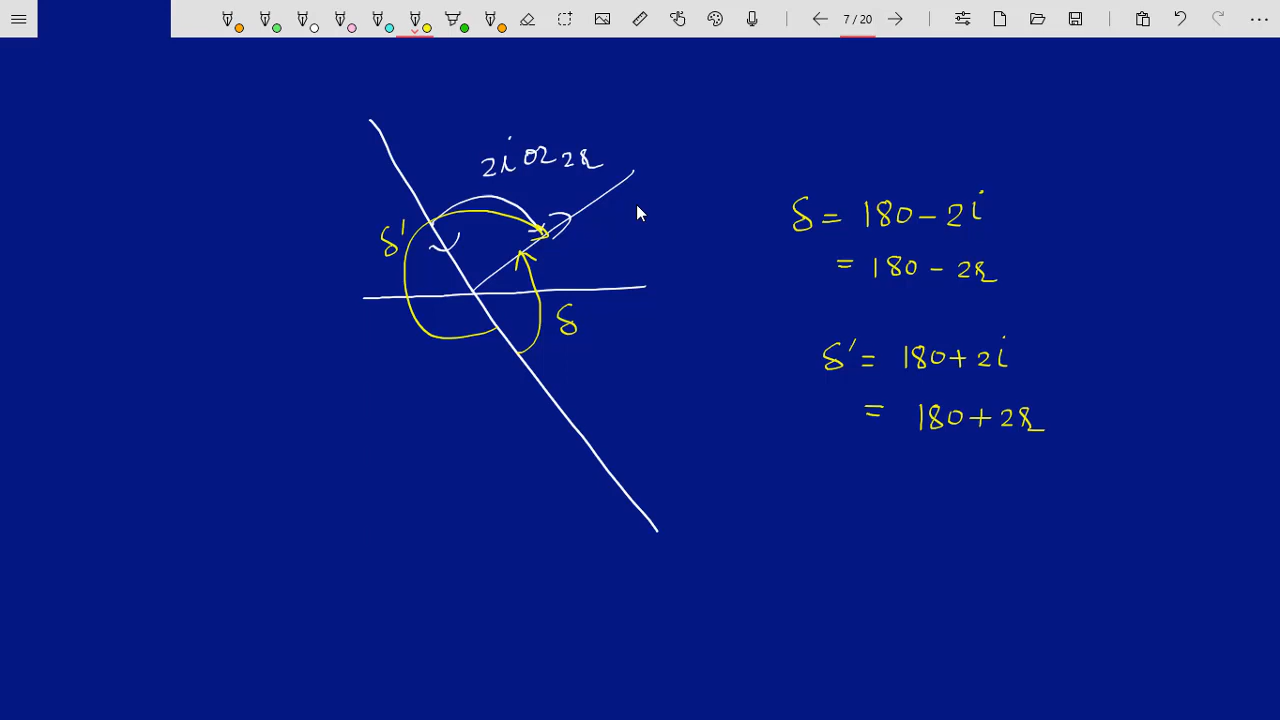 7 / 20
2i or 2r
δ'
δ
δ = 180 - 2i
= 180 - 2r
δ' = 180 + 2i
= 180 + 2r